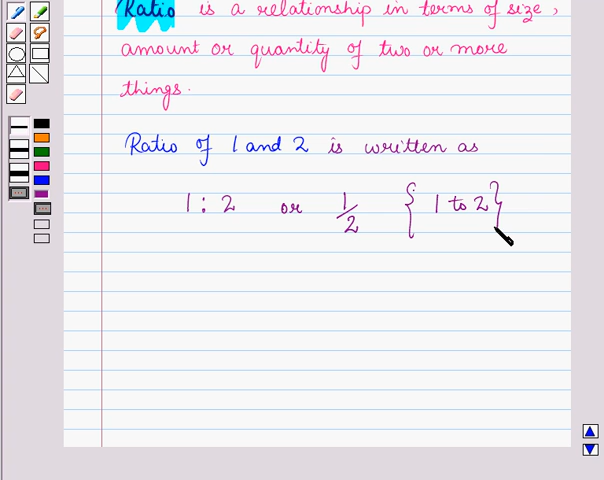 Ratio is a relationship in terms of size,
amount or quantity of two or more
things.
Ratio of 1 and 2 is written as
1 : 2 or 1/2 { 1 to 2 }